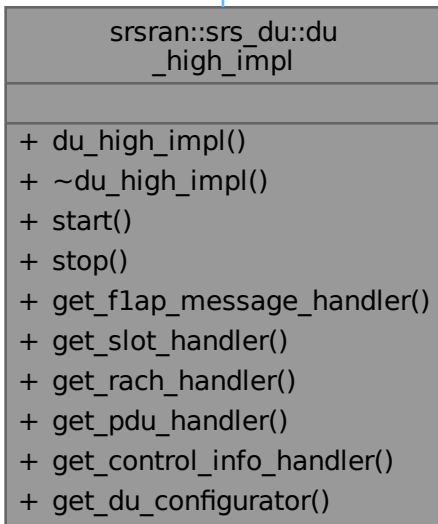 srsran::srs_du::du
_high_impl
+ du_high_impl()
+ ~du_high_impl()
+ start()
+ stop()
+ get_f1ap_message_handler()
+ get_slot_handler()
+ get_rach_handler()
+ get_pdu_handler()
+ get_control_info_handler()
+ get_du_configurator()